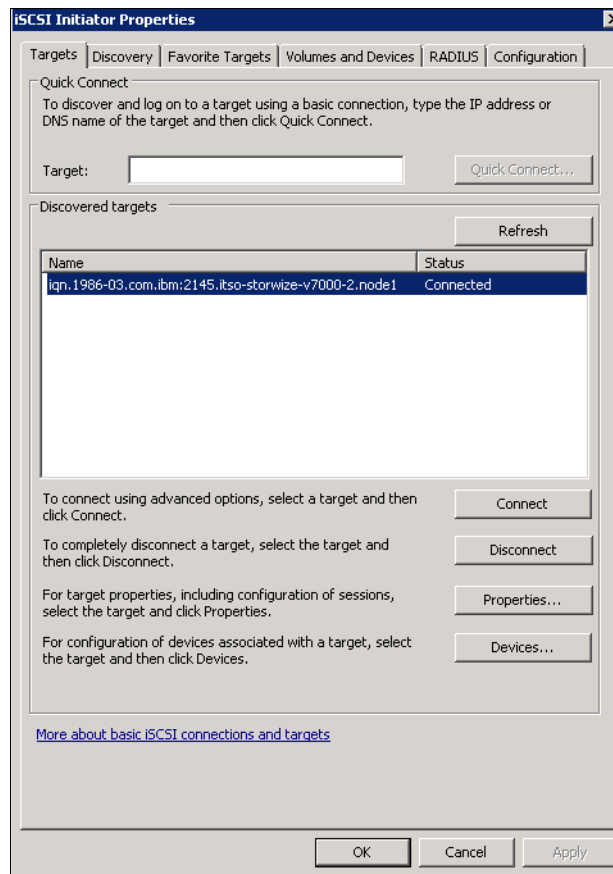 iSCSI Initiator Properties
Targets Discovery Favorite Targets Volumes and Devices RADIUS Configuration
Quick Connect
To discover and log on to a target using a basic connection, type the IP address or
DNS name of the target and then click Quick Connect.
Target: Quick Connect...
Discovered targets
Refresh
Name Status
iqn.1986-03.com.ibm:2145.itso-storwize-v7000-2.node1 Connected
To connect using advanced options, select a target and then
click Connect.
Connect
To completely disconnect a target, select the target and
then click Disconnect.
Disconnect
For target properties, including configuration of sessions,
select the target and click Properties.
Properties...
For configuration of devices associated with a target, select
the target and then click Devices.
Devices...
More about basic iSCSI connections and targets
OK Cancel Apply